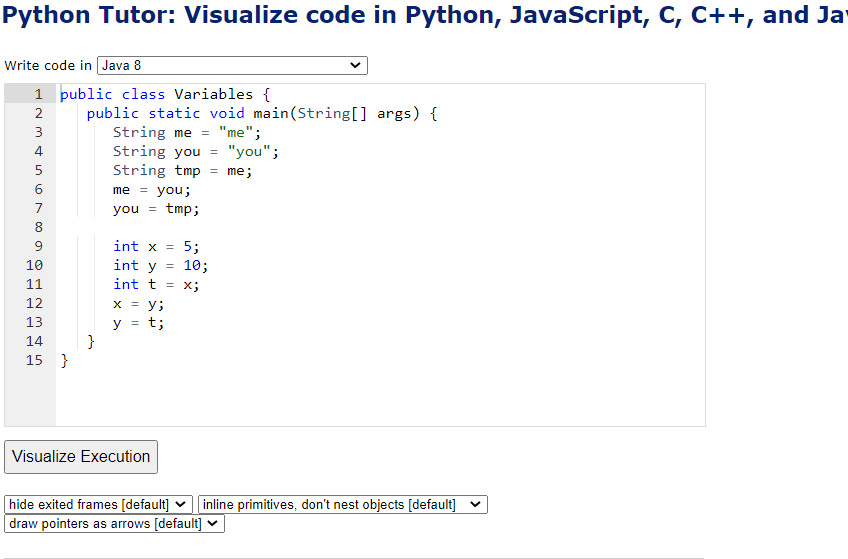 Python Tutor: Visualize code in Python, JavaScript, C, C++, and Jav
Write code in Java 8
1 public class Variables {
2 public static void main(String[] args) {
3 String me = "me";
4 String you = "you";
5 String tmp = me;
6 me = you;
7 you = tmp;
8
9 int x = 5;
10 int y = 10;
11 int t = x;
12 x = y;
13 y = t;
14 }
15 }
Visualize Execution
hide exited frames [default] inline primitives, don't nest objects [default]
draw pointers as arrows [default]